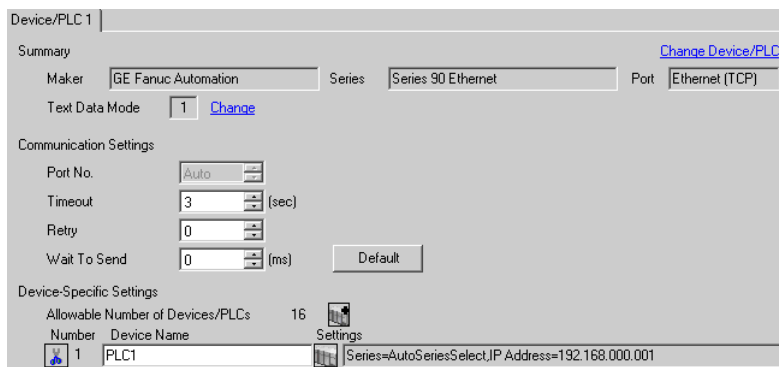 Device/PLC 1
Summary Change Device/PLC
Maker GE Fanuc Automation Series Series 90 Ethernet Port Ethernet (TCP)
Text Data Mode 1 Change
Communication Settings
Port No. Auto
Timeout 3 (sec)
Retry 0
Wait To Send 0 (ms) Default
Device-Specific Settings
Allowable Number of Devices/PLCs 16
Number Device Name Settings
1 PLC1 Series=AutoSeriesSelect,IP Address=192.168.000.001